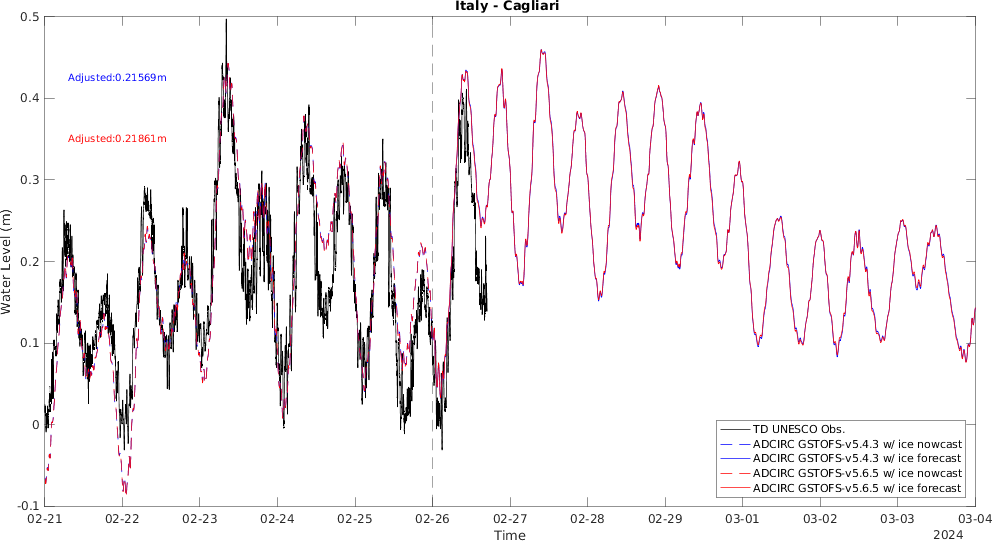 Italy - Cagliari
0.5
Adjusted:0.21569m
0.4
Adjusted:0.21861m
0.3
Water Level (m)
0.2
0.1
0
TD UNESCO Obs.
ADCIRC GSTOFS-v5.4.3 w/ ice nowcast
ADCIRC GSTOFS-v5.4.3 w/ ice forecast
ADCIRC GSTOFS-v5.6.5 w/ ice nowcast
ADCIRC GSTOFS-v5.6.5 w/ ice forecast
-0.1
02-21 02-22 02-23 02-24 02-25 02-26 02-27 02-28 02-29 03-01 03-02 03-03 03-04
Time
2024